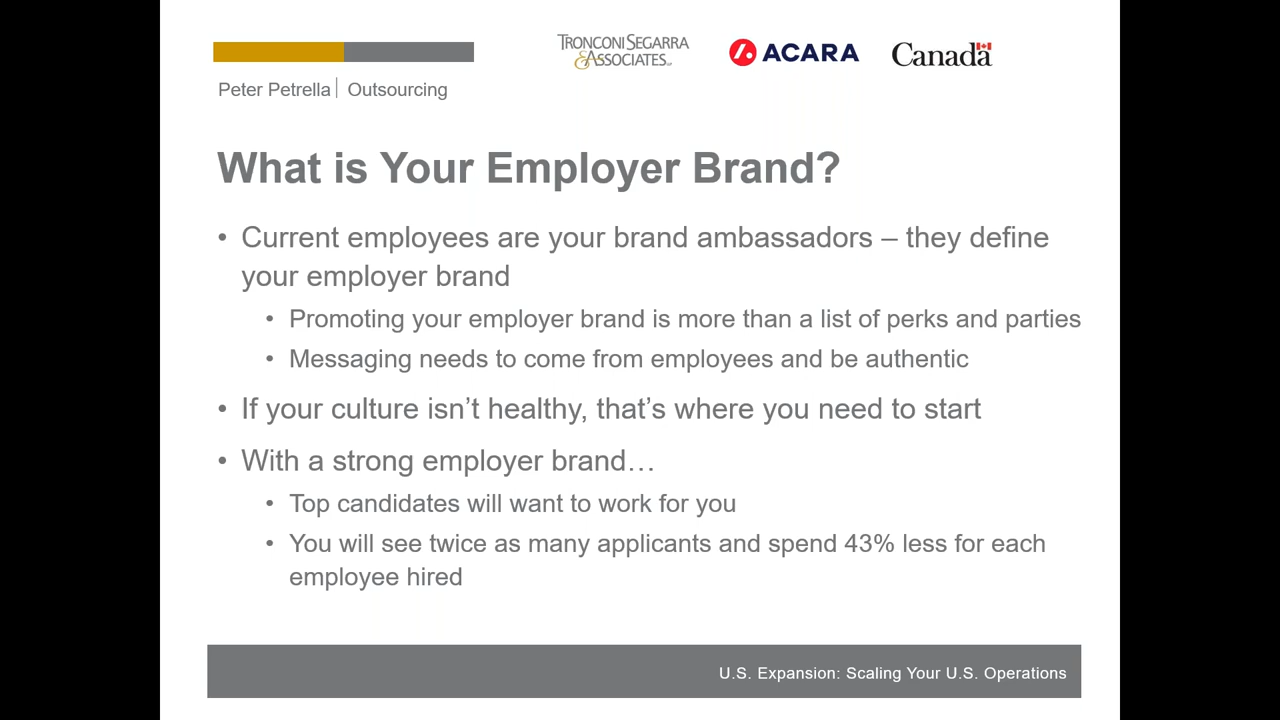 TRONCONI SEGARRA
& ASSOCIATES LLP
ACARA
Canada
Peter Petrella | Outsourcing
What is Your Employer Brand?
• Current employees are your brand ambassadors – they define
your employer brand
• Promoting your employer brand is more than a list of perks and parties
• Messaging needs to come from employees and be authentic
• If your culture isn’t healthy, that’s where you need to start
• With a strong employer brand…
• Top candidates will want to work for you
• You will see twice as many applicants and spend 43% less for each
employee hired
U.S. Expansion: Scaling Your U.S. Operations